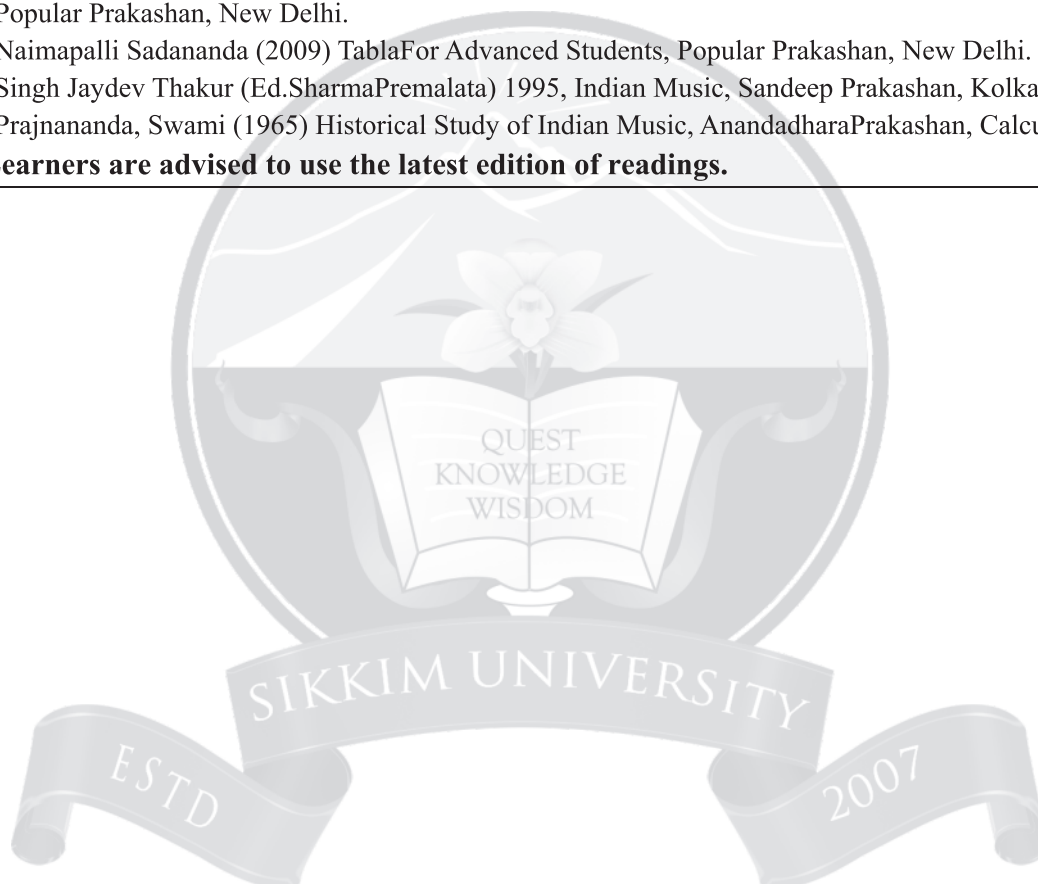 Popular Prakashan, New Delhi.
Naimapalli Sadananda (2009) TablaFor Advanced Students, Popular Prakashan, New Delhi.
Singh Jaydev Thakur (Ed.SharmaPremalata) 1995, Indian Music, Sandeep Prakashan, Kolka
Prajnananda, Swami (1965) Historical Study of Indian Music, AnandadharaPrakashan, Calcu
earners are advised to use the latest edition of readings.
QUEST
KNOWLEDGE
WISDOM
SIKKIM UNIVERSITY
ESTD
2007